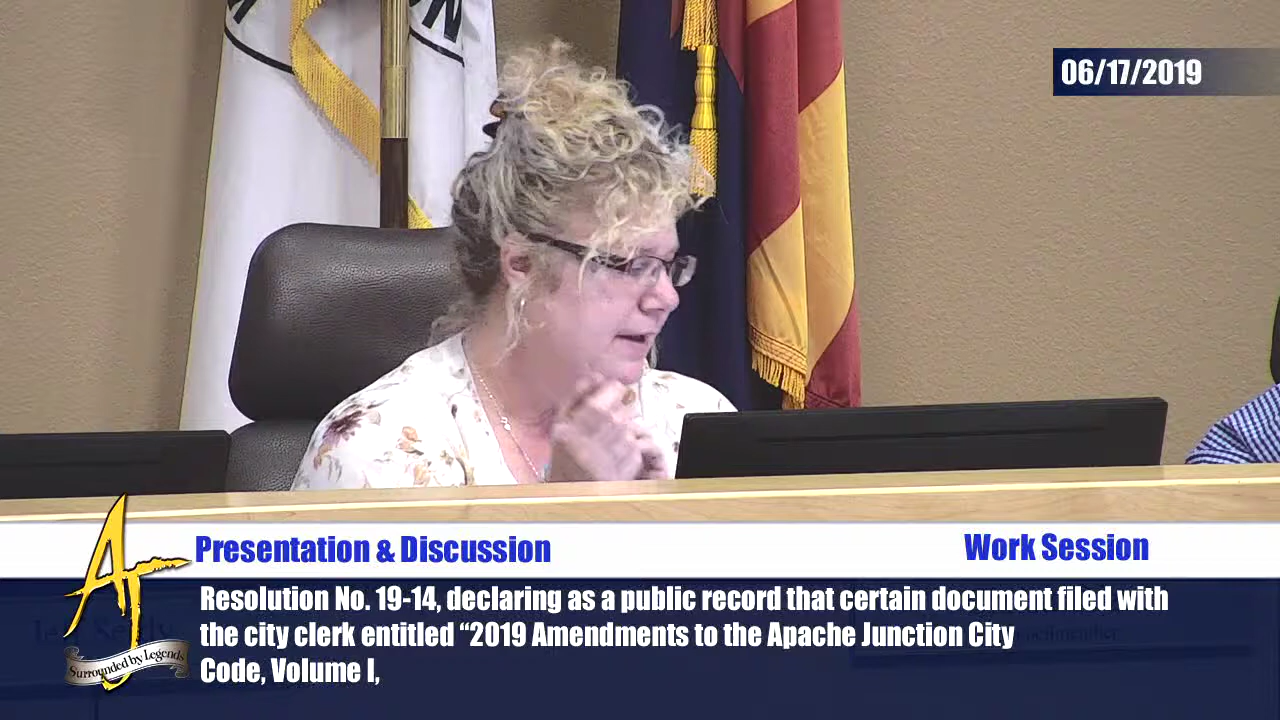 06/17/2019
Presentation & Discussion
Work Session
Resolution No. 19-14, declaring as a public record that certain document filed with
the city clerk entitled “2019 Amendments to the Apache Junction City
Code, Volume I,
AJ
Surrounded by Legends